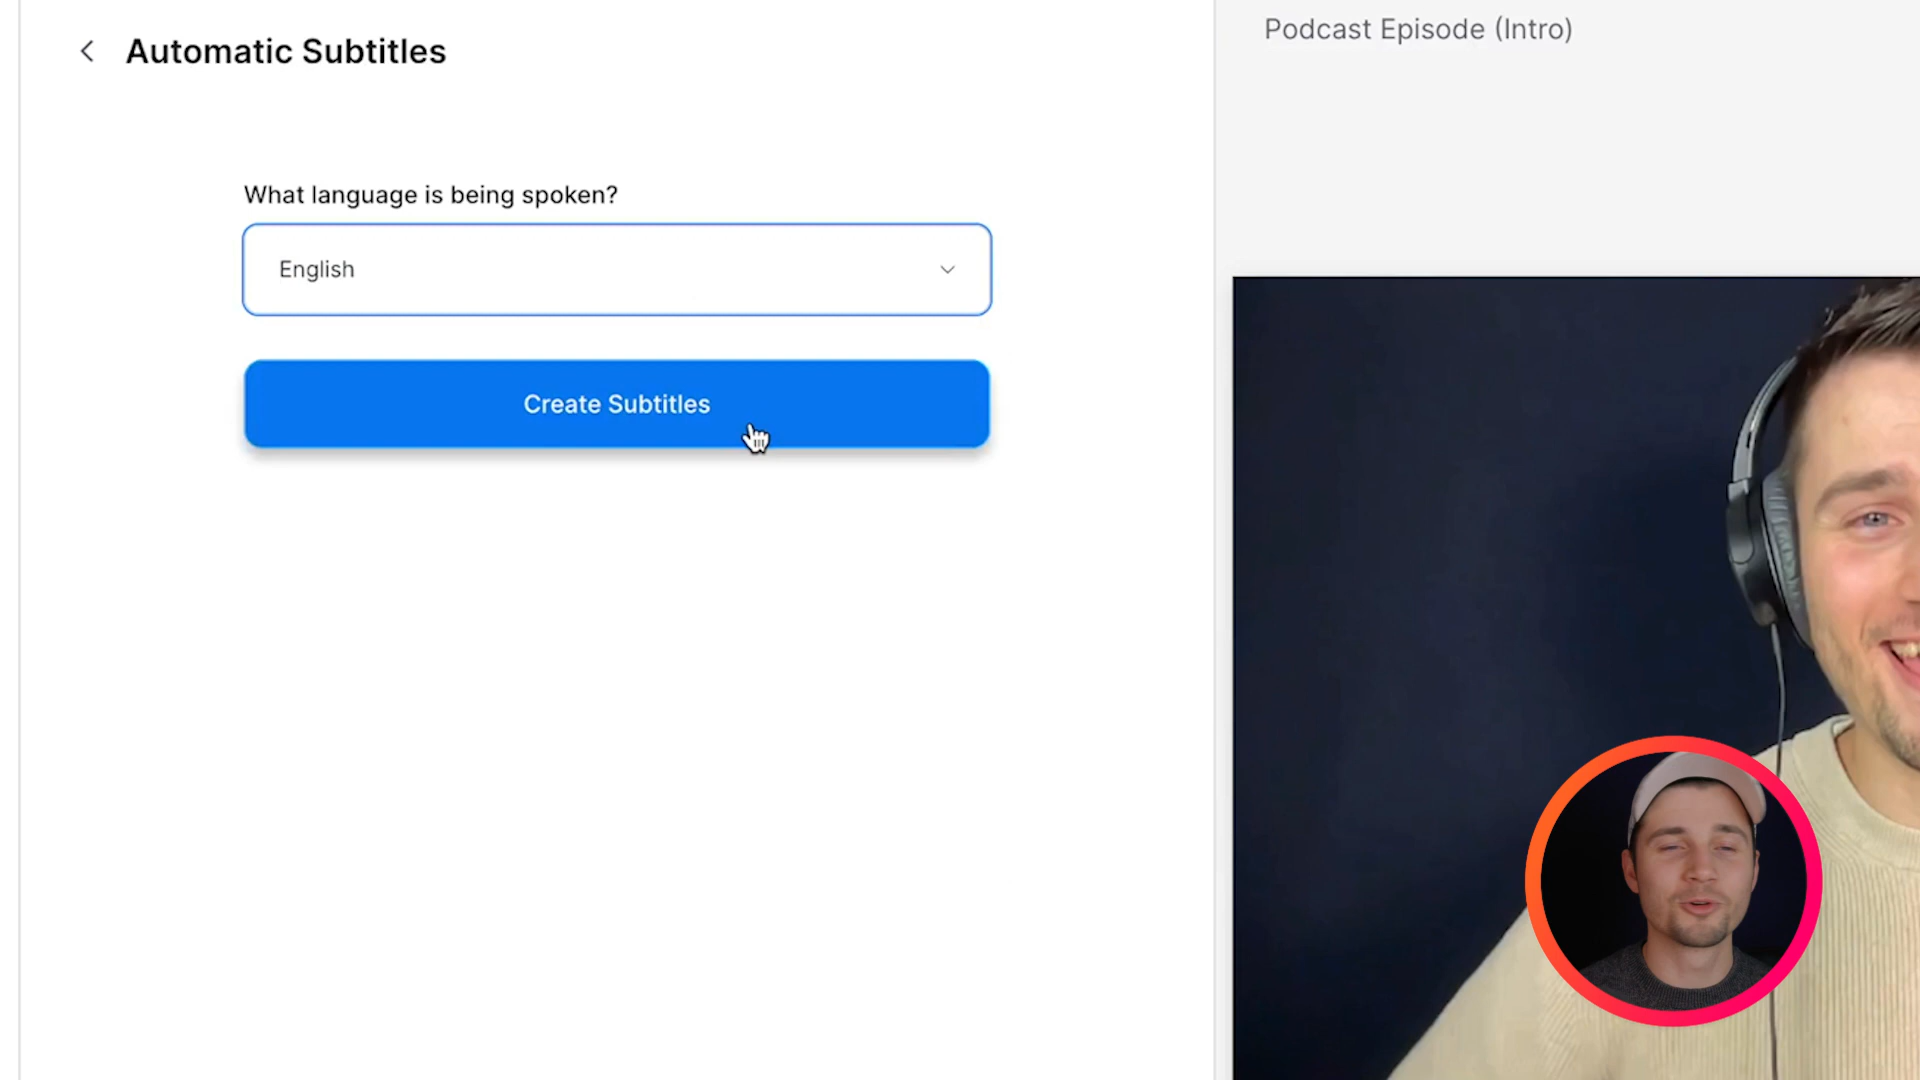 Automatic Subtitles
Podcast Episode (Intro)
What language is being spoken?
English
Create Subtitles